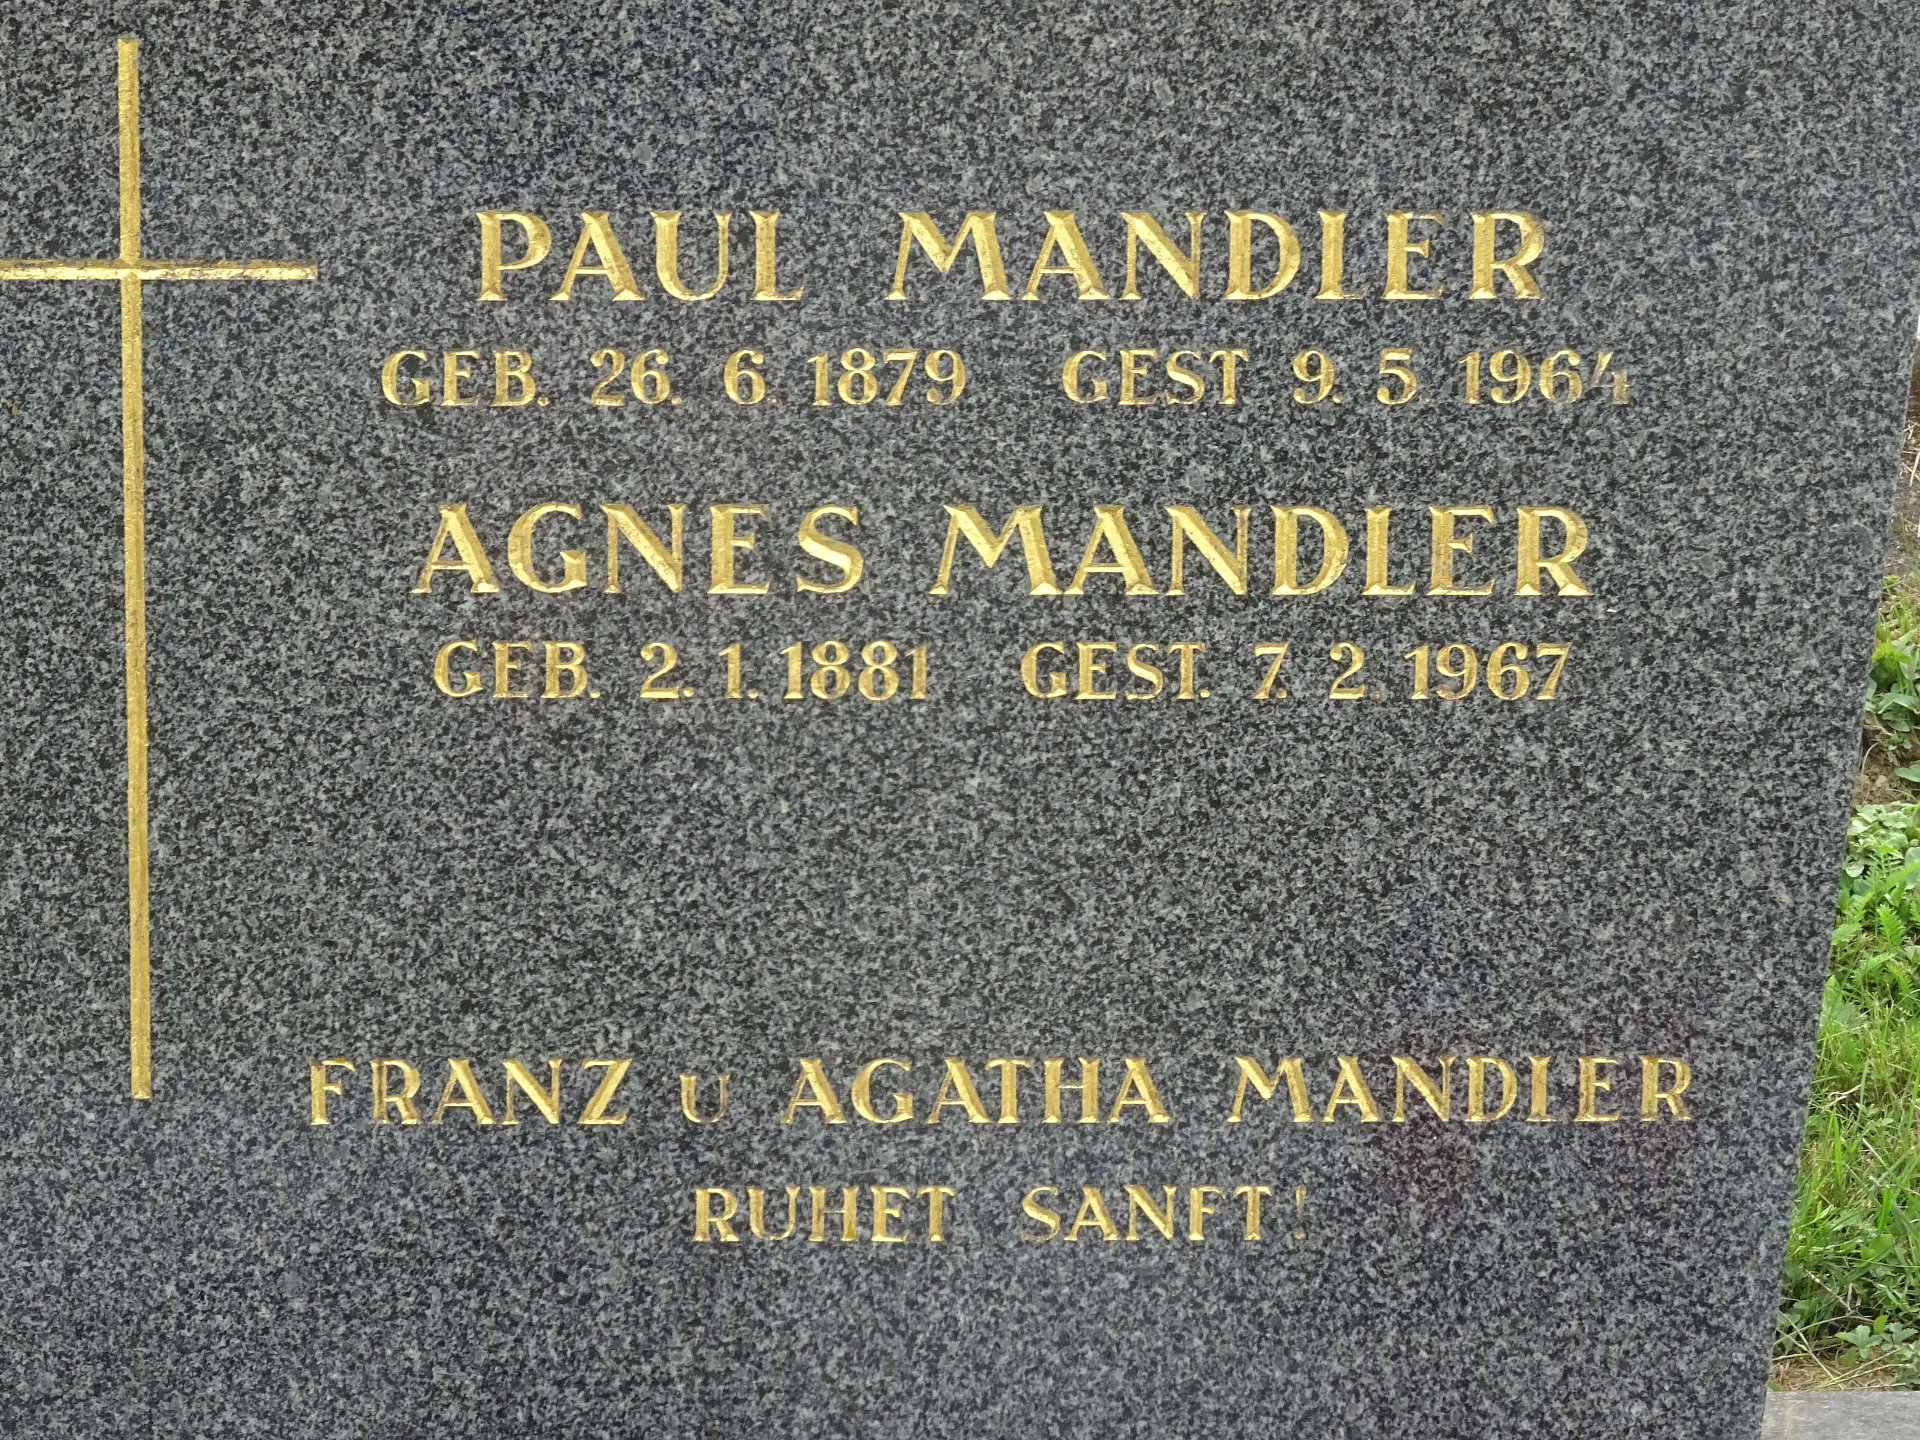 PAUL MANDLER
GEB. 26. 6. 1879 GEST 9. 5. 1964
AGNES MANDLER
GEB. 2. 1. 1881 GEST. 7. 2. 1967
FRANZ u AGATHA MANDLER
RUHET SANFT!